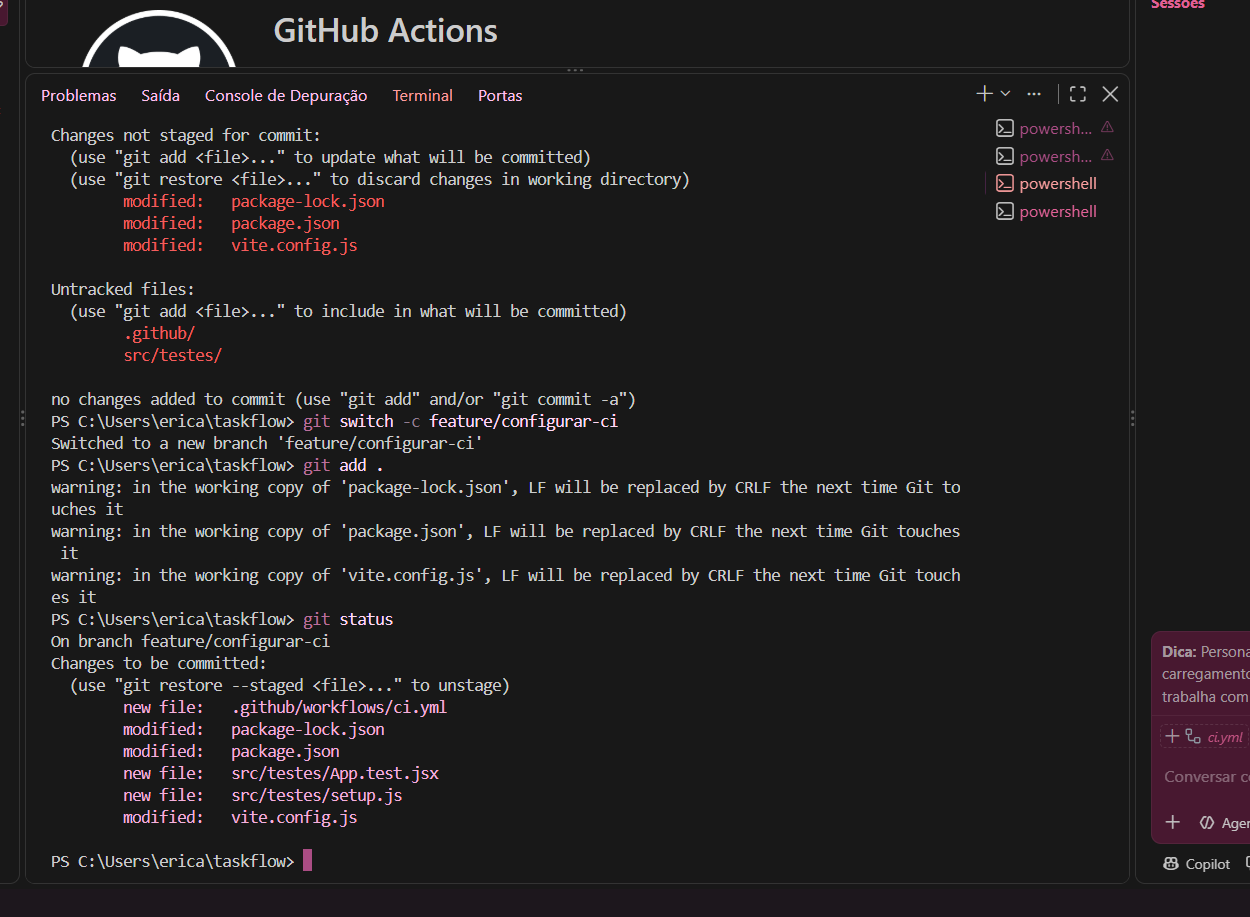 Sessões
GitHub Actions
Problemas Saída Console de Depuração Terminal Portas
powersh...
powersh...
powershell
powershell
Changes not staged for commit:
  (use "git add <file>..." to update what will be committed)
  (use "git restore <file>..." to discard changes in working directory)
        modified:   package-lock.json
        modified:   package.json
        modified:   vite.config.js
Untracked files:
  (use "git add <file>..." to include in what will be committed)
        .github/
        src/testes/
no changes added to commit (use "git add" and/or "git commit -a")
PS C:\Users\erica\taskflow> git switch -c feature/configurar-ci
Switched to a new branch 'feature/configurar-ci'
PS C:\Users\erica\taskflow> git add .
warning: in the working copy of 'package-lock.json', LF will be replaced by CRLF the next time Git to
uches it
warning: in the working copy of 'package.json', LF will be replaced by CRLF the next time Git touches
 it
warning: in the working copy of 'vite.config.js', LF will be replaced by CRLF the next time Git touch
es it
PS C:\Users\erica\taskflow> git status
On branch feature/configurar-ci
Changes to be committed:
  (use "git restore --staged <file>..." to unstage)
        new file:   .github/workflows/ci.yml
        modified:   package-lock.json
        modified:   package.json
        new file:   src/testes/App.test.jsx
        new file:   src/testes/setup.js
        modified:   vite.config.js
PS C:\Users\erica\taskflow>
Dica: Persona
carregamento
trabalha com
ci.yml
Conversar co
Agen
Copilot